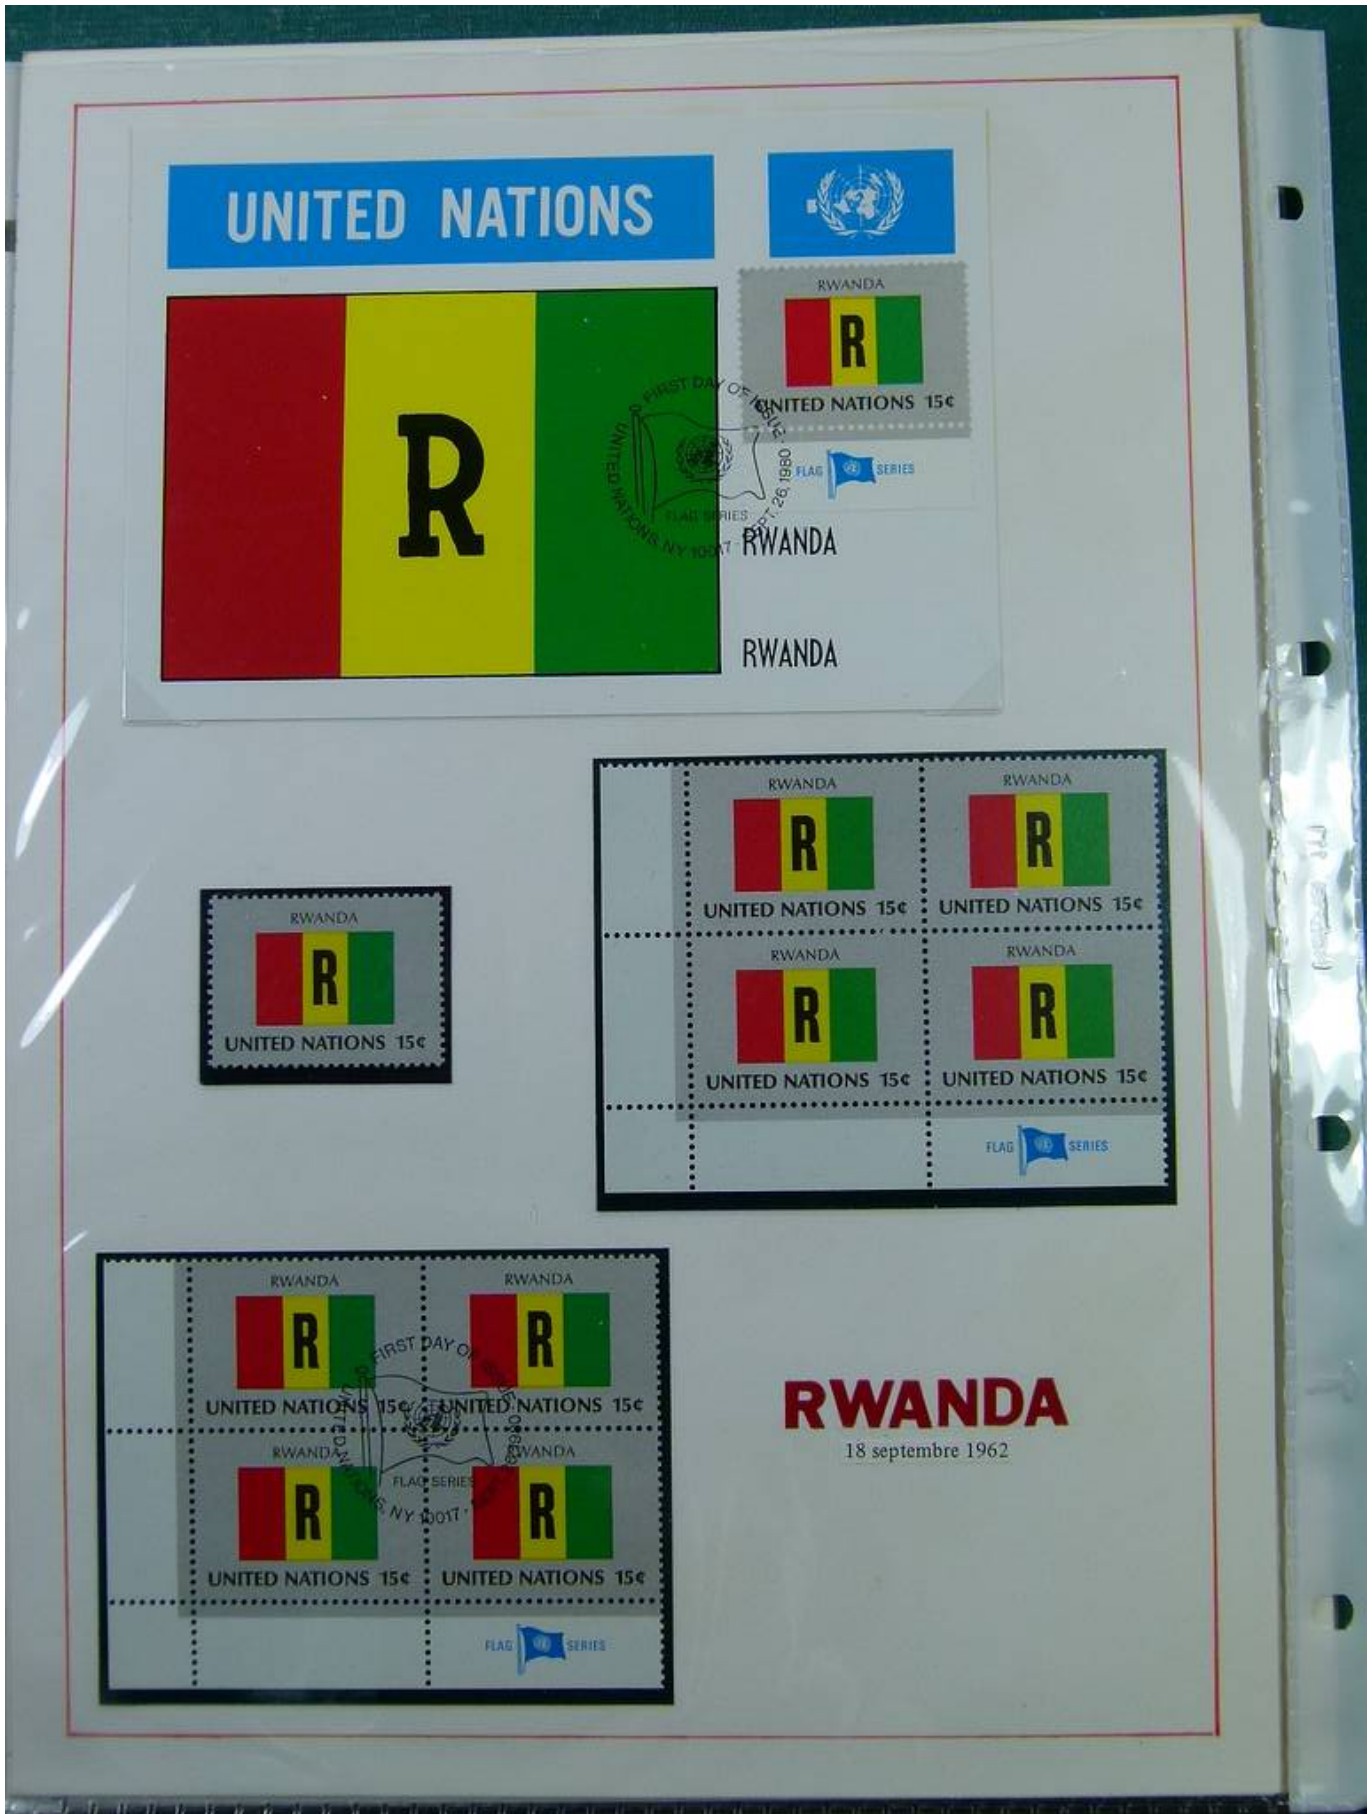 UNITED NATIONS
RWANDA
R
R
UNITED NATIONS 15¢
FIRST DAY OF ISSUE
FLAG SERIES
UNITED NATIONS, NY 10017 - SEPT. 26, 1980
FLAG SERIES
RWANDA
RWANDA
RWANDA
RWANDA
R
R
UNITED NATIONS 15¢
UNITED NATIONS 15¢
RWANDA
R
UNITED NATIONS 15¢
RWANDA
RWANDA
R
R
UNITED NATIONS 15¢
UNITED NATIONS 15¢
FLAG SERIES
RWANDA
RWANDA
R
R
FIRST DAY OF ISSUE
UNITED NATIONS 15¢
UNITED NATIONS 15¢
RWANDA
RWANDA
FLAG SERIES
UNITED NATIONS, NY 10017 - SEPT. 26, 1980
R
R
UNITED NATIONS 15¢
UNITED NATIONS 15¢
FLAG SERIES
RWANDA
18 septembre 1962